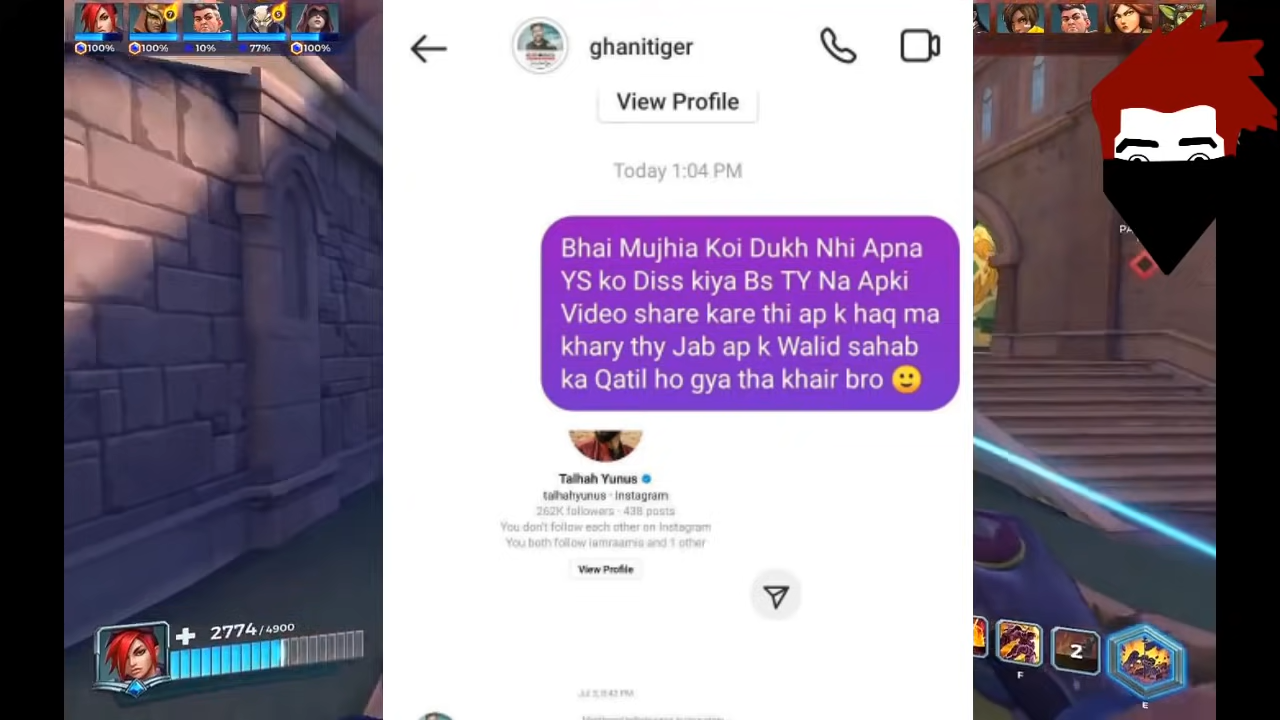 100% 100% 10% 77% 100%
ghanitiger
View Profile
Today 1:04 PM
Bhai Mujhia Koi Dukh Nhi Apna
YS ko Diss kiya Bs TY Na Apki
Video share kare thi ap k haq ma
khary thy Jab ap k Walid sahab
ka Qatil ho gya tha khair bro 🙂
PA
Talhah Yunus
talhahyunus · Instagram
262K followers · 438 posts
You don't follow each other on Instagram
You both follow iamraamis and 1 other
View Profile
2774/4900
2
F
E